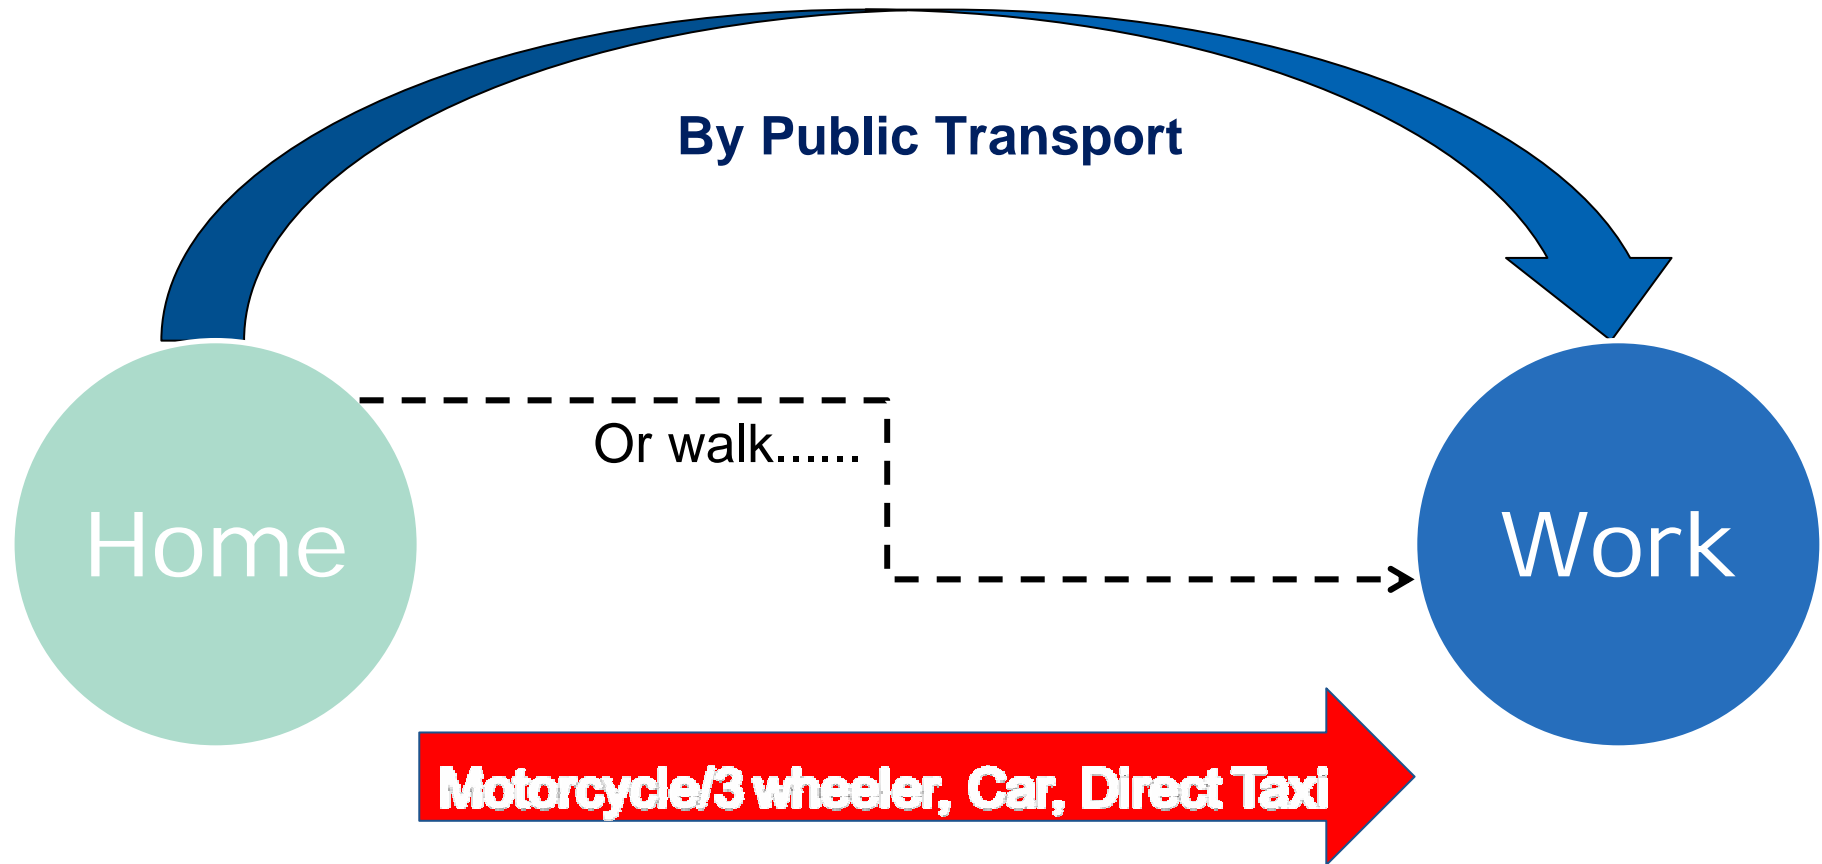 By Public Transport
Or walk......
Home
Work
Motorcycle/3 wheeler, Car, Direct Taxi